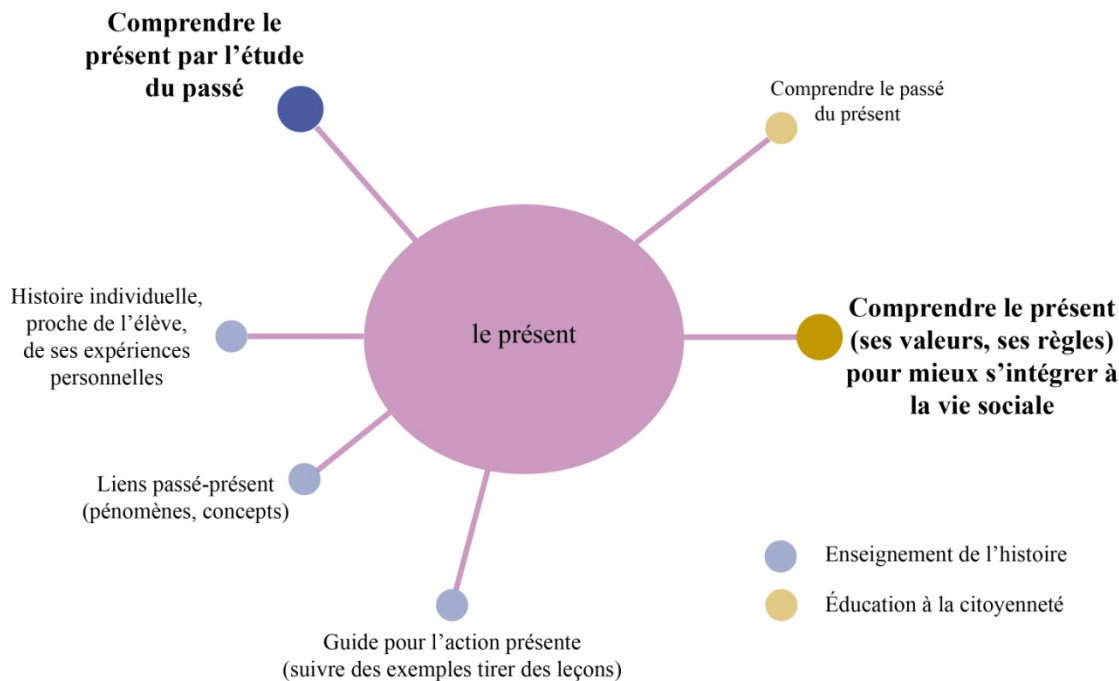 Comprendre le
présent par l’étude
du passé
Comprendre le passé
du présent
Histoire individuelle,
proche de l’élève,
de ses expériences
personnelles
le présent
Comprendre le présent
(ses valeurs, ses règles)
pour mieux s’intégrer à
la vie sociale
Liens passé-présent
(pénomènes, concepts)
Guide pour l’action présente
(suivre des exemples tirer des leçons)
Enseignement de l’histoire
Éducation à la citoyenneté